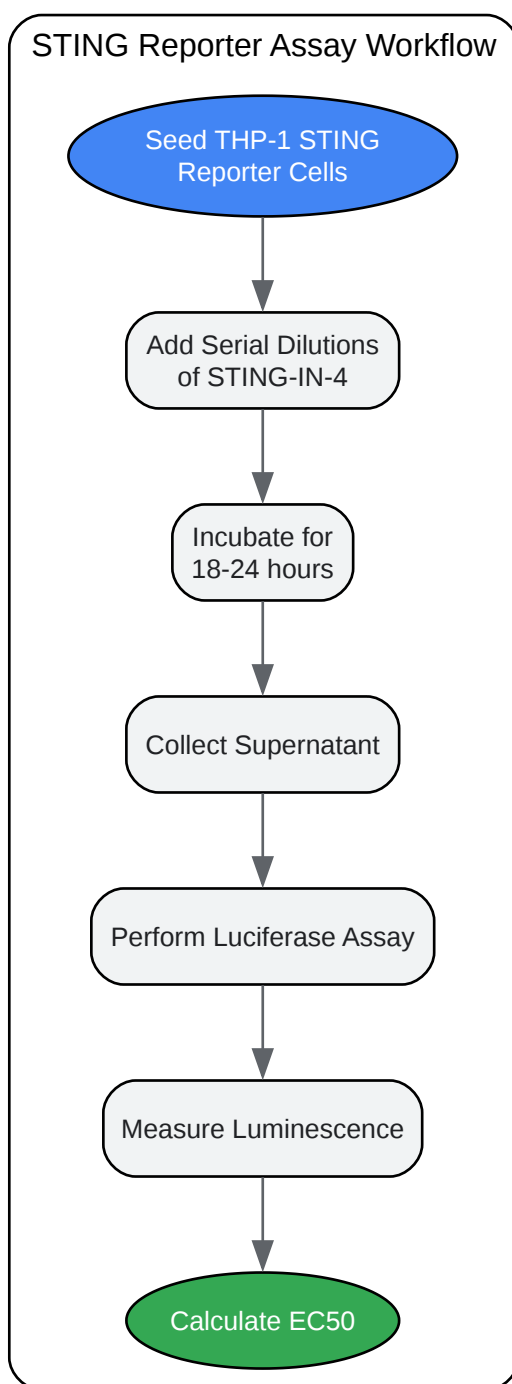 STING Reporter Assay Workflow
Seed THP-1 STING
Reporter Cells
Add Serial Dilutions
of STING-IN-4
Incubate for
18-24 hours
Collect Supernatant
Perform Luciferase Assay
Measure Luminescence
Calculate EC50